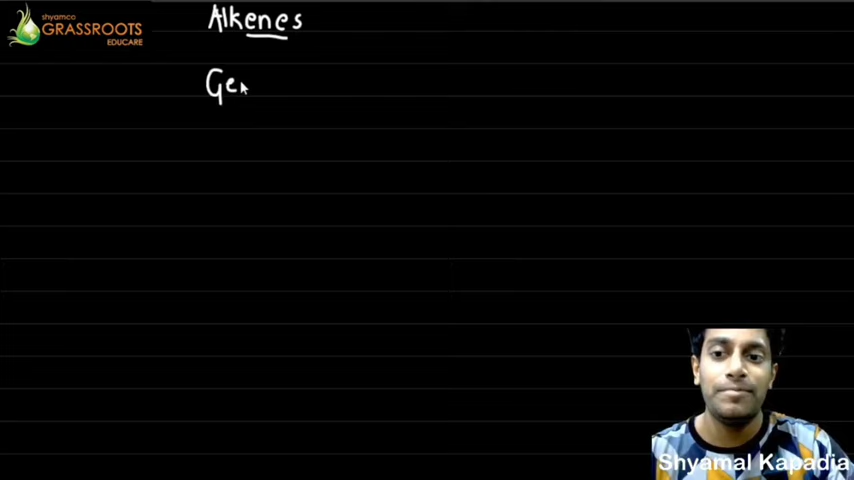 shyamco
GRASSROOTS
EDUCARE
Alkenes
Ge
Shyamal Kapadia